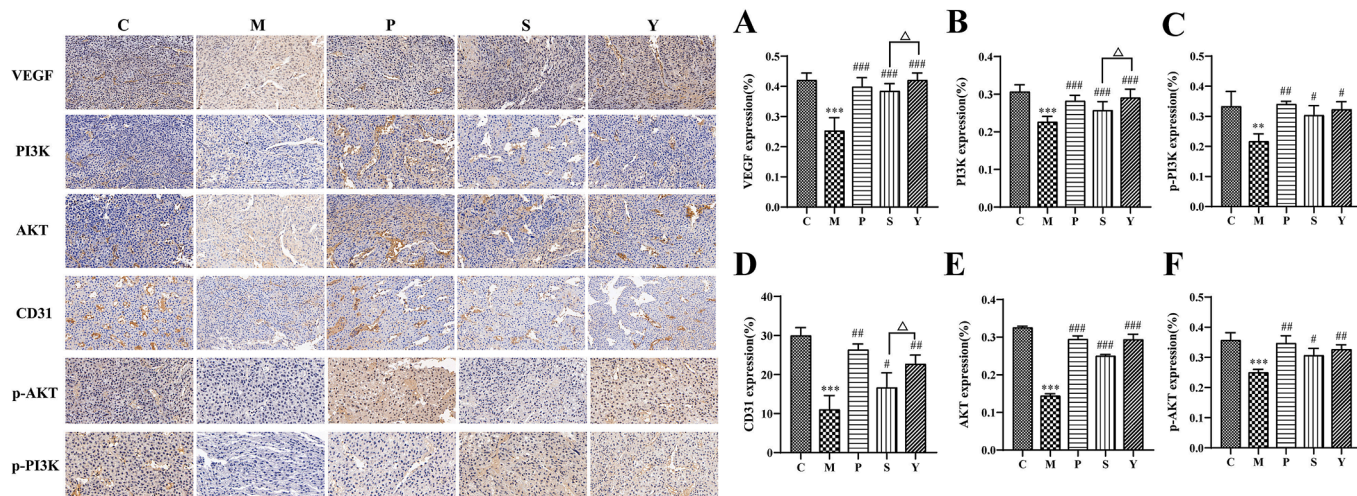 C M P S Y
VEGF
PI3K
AKT
CD31
p-AKT
p-PI3K
A
VEGF expression(%)
0.6
0.5
0.4
0.3
0.2
0.1
0.0
***
###
###
△
###
C M P S Y
B
PI3K expression(%)
0.4
0.3
0.2
0.1
0.0
***
###
###
△
###
C M P S Y
C
p-PI3K expression(%)
0.5
0.4
0.3
0.2
0.1
0.0
**
##
#
#
C M P S Y
D
CD31 expression(%)
40
30
20
10
0
***
##
#
△
##
C M P S Y
E
AKT expression(%)
0.4
0.3
0.2
0.1
0.0
***
###
###
###
C M P S Y
F
p-AKT expression(%)
0.5
0.4
0.3
0.2
0.1
0.0
***
##
#
##
C M P S Y